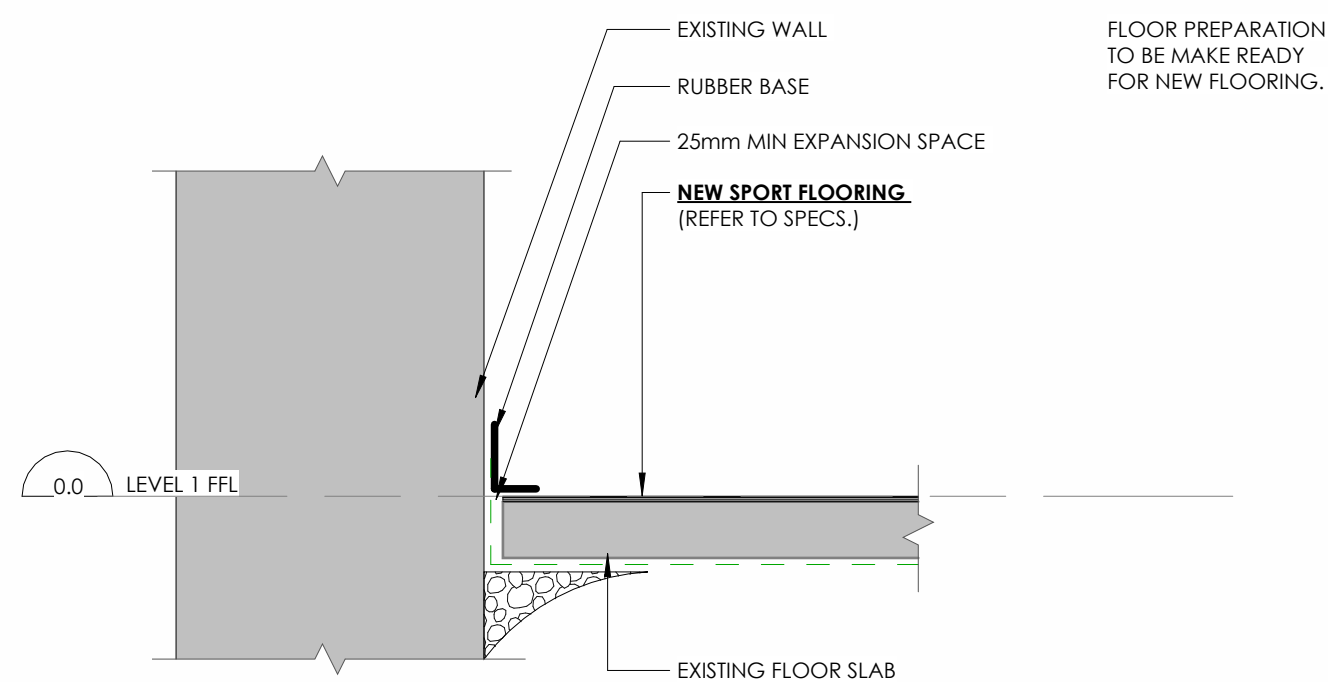 EXISTING WALL
RUBBER BASE
25mm MIN EXPANSION SPACE
NEW SPORT FLOORING
(REFER TO SPECS.)
FLOOR PREPARATION
TO BE MAKE READY
FOR NEW FLOORING.
0.0
LEVEL 1 FFL
EXISTING FLOOR SLAB